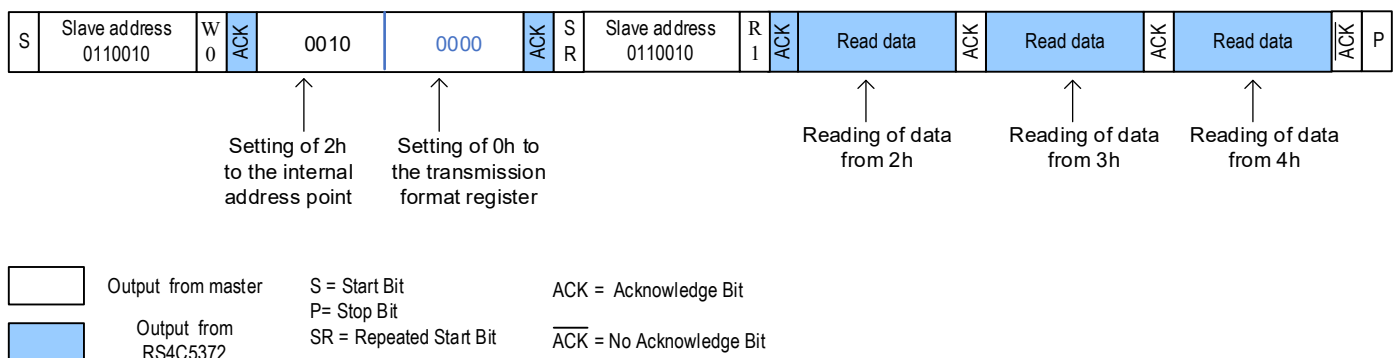 S Slave address 0110010 W 0 ACK 0010 0000 ACK S R Slave address 0110010 R 1 ACK Read data ACK Read data ACK Read data ACK P
Setting of 2h
to the internal
address point
Setting of 0h to
the transmission
format register
Reading of data
from 2h
Reading of data
from 3h
Reading of data
from 4h
Output from master
S = Start Bit
ACK = Acknowledge Bit
P= Stop Bit
Output from
RS4C5372
SR = Repeated Start Bit
ACK = No Acknowledge Bit